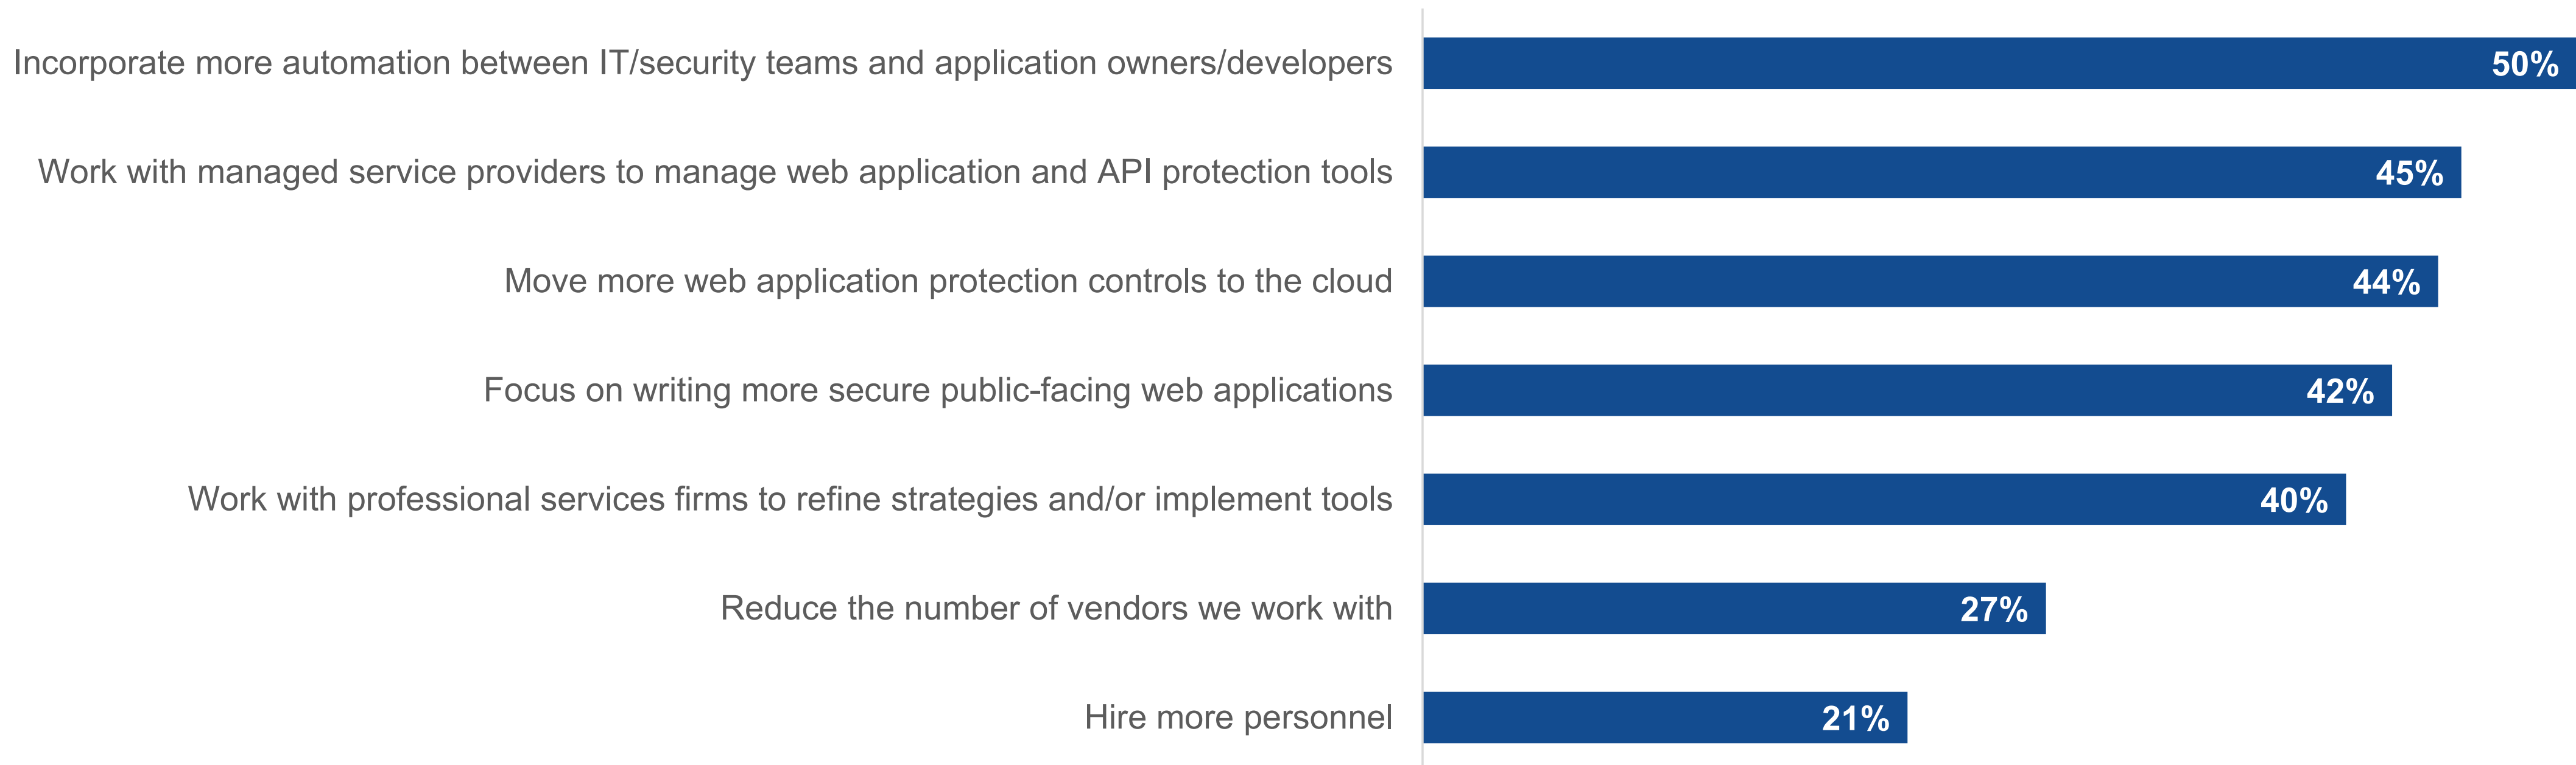 Incorporate more automation between IT/security teams and application owners/developers 50%
Work with managed service providers to manage web application and API protection tools 45%
Move more web application protection controls to the cloud 44%
Focus on writing more secure public-facing web applications 42%
Work with professional services firms to refine strategies and/or implement tools 40%
Reduce the number of vendors we work with 27%
Hire more personnel 21%